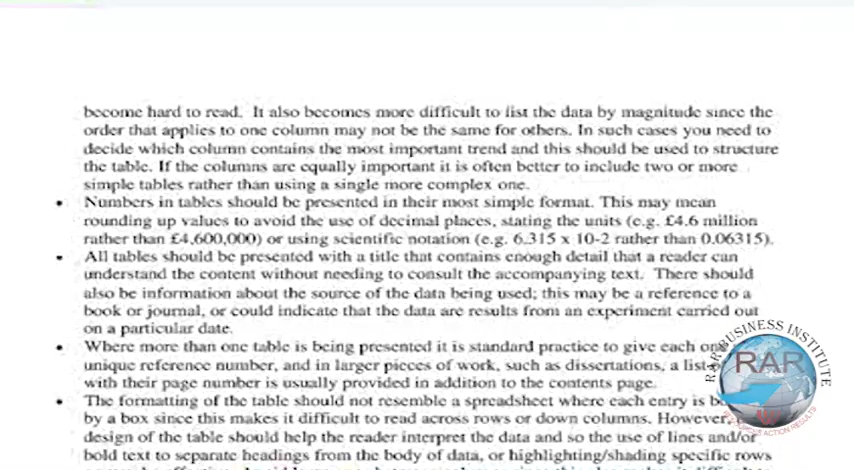 become hard to read. It also becomes more difficult to list the data by magnitude since the
order that applies to one column may not be the same for others. In such cases you need to
decide which column contains the most important trend and this should be used to structure
the table. If the columns are equally important it is often better to include two or more
simple tables rather than using a single more complex one.
• Numbers in tables should be presented in their most simple format. This may mean
rounding up values to avoid the use of decimal places, stating the units (e.g. £4.6 million
rather than £4,600,000) or using scientific notation (e.g. 6.315 x 10-2 rather than 0.06315).
• All tables should be presented with a title that contains enough detail that a reader can
understand the content without needing to consult the accompanying text. There should
also be information about the source of the data being used; this may be a reference to a
book or journal, or could indicate that the data are results from an experiment carried out
on a particular date.
• Where more than one table is being presented it is standard practice to give each one
unique reference number, and in larger pieces of work, such as dissertations, a list
with their page number is usually provided in addition to the contents page.
• The formatting of the table should not resemble a spreadsheet where each entry is
by a box since this makes it difficult to read across rows or down columns. However,
design of the table should help the reader interpret the data and so the use of lines and/or
bold text to separate headings from the body of data, or highlighting/shading specific rows
RAR BUSINESS INSTITUTE
RAR
ACTION RESULTS